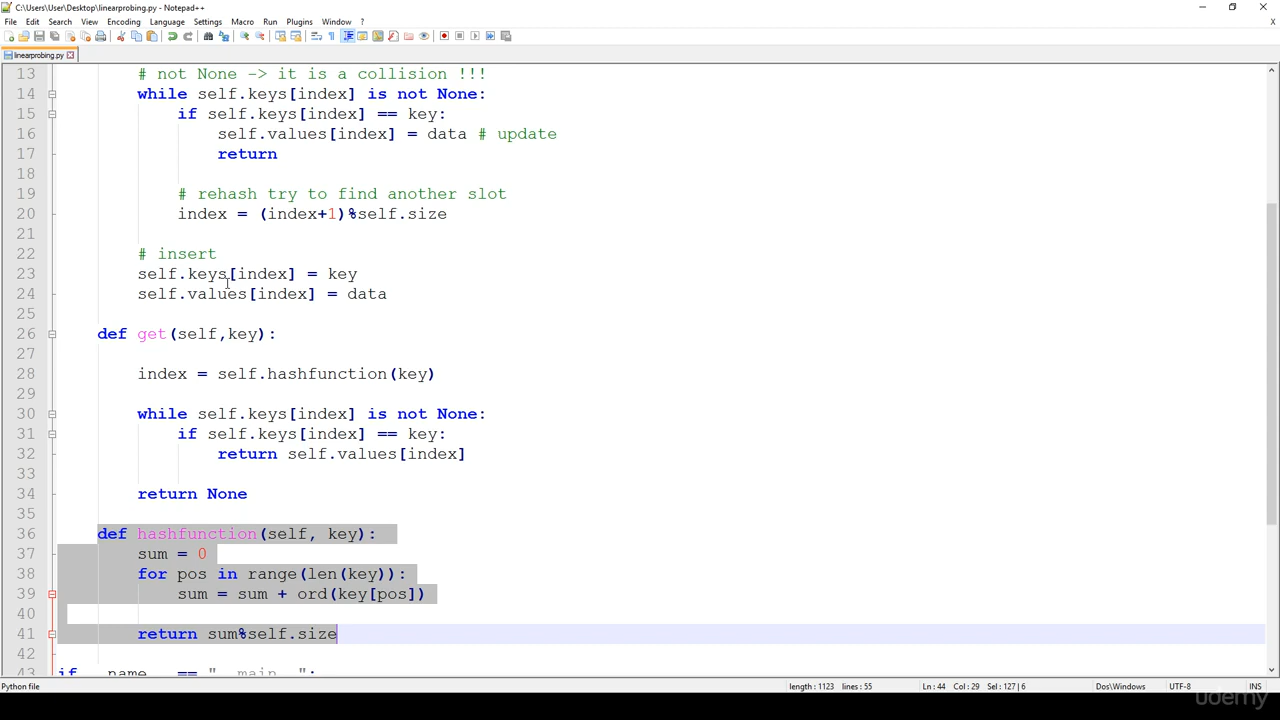 C:\Users\User\Desktop\linearprobing.py - Notepad++
File Edit Search View Encoding Language Settings Macro Run Plugins Window ?
X
linearprobing.py
13 # not None -> it is a collision !!!
14 while self.keys[index] is not None:
15 if self.keys[index] == key:
16 self.values[index] = data # update
17 return
18
19 # rehash try to find another slot
20 index = (index+1)%self.size
21
22 # insert
23 self.keys[index] = key
24 self.values[index] = data
25
26 def get(self,key):
27
28 index = self.hashfunction(key)
29
30 while self.keys[index] is not None:
31 if self.keys[index] == key:
32 return self.values[index]
33
34 return None
35
36 def hashfunction(self, key):
37 sum = 0
38 for pos in range(len(key)):
39 sum = sum + ord(key[pos])
40
41 return sum%self.size
42
43 if __name__ == "__main__":
Python file length : 1123 lines : 55 Ln : 44 Col : 29 Sel : 127 | 6 Dos\Windows UTF-8 INS
udemy